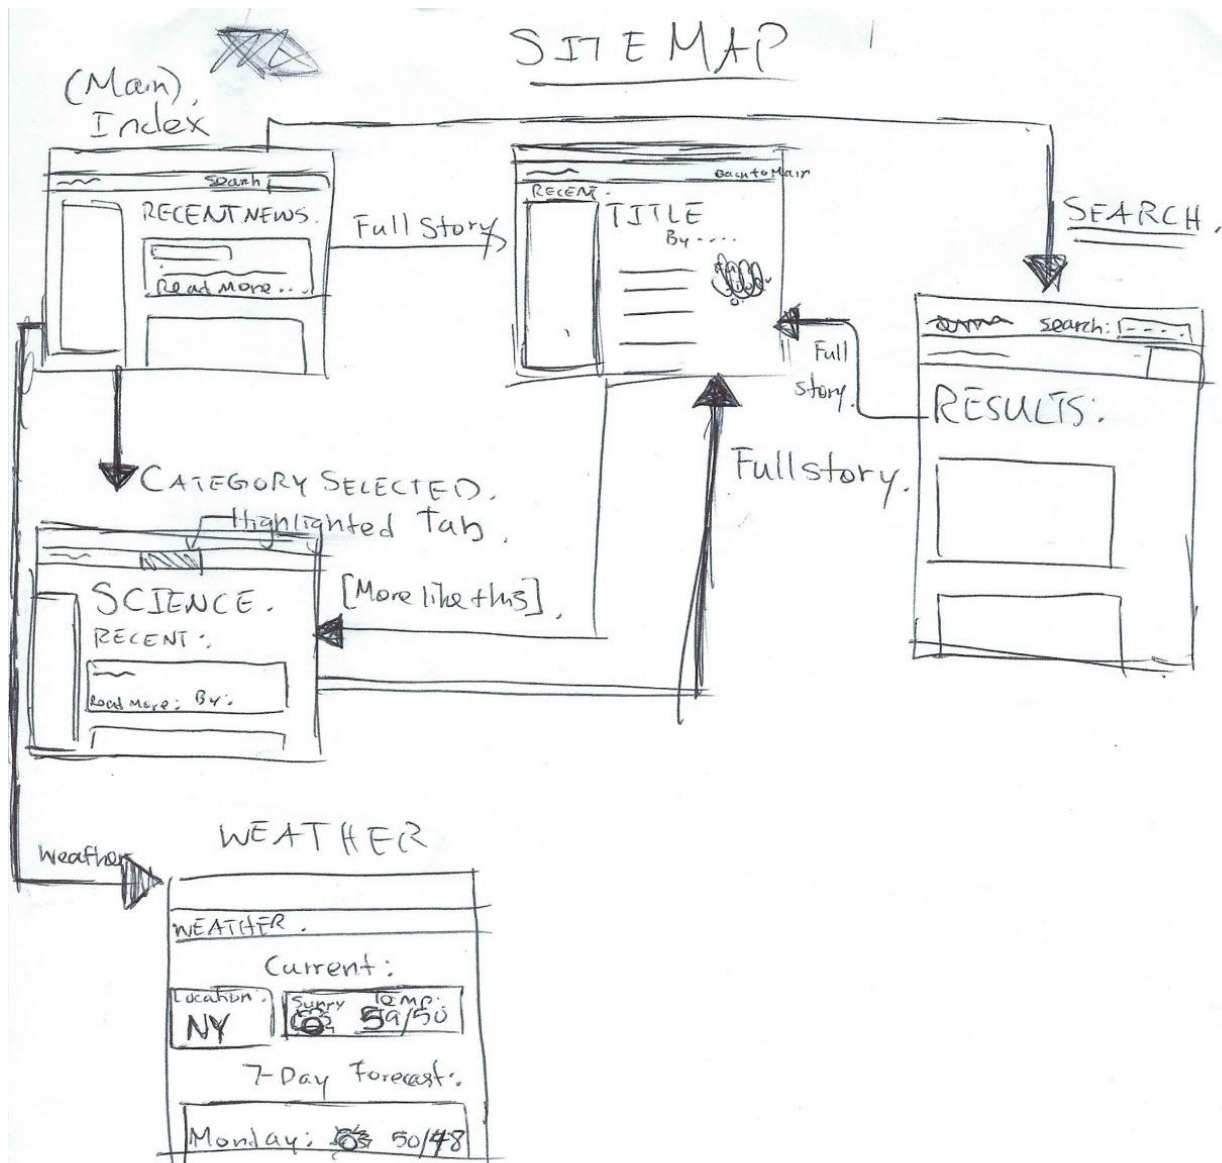 SITEMAP
(Main)
Index
Search
RECENT NEWS.
Read More...
Full Story
Back to Main
RECENT.
TITLE
By ....
SEARCH.
search:
RESULTS:
Full
story.
Full story.
CATEGORY SELECTED.
Highlighted Tab.
SCIENCE.
RECENT:
Read More: By:
[More like this].
Weather
WEATHER
WEATHER.
Current:
Location:
NY
Sunny Temp:
59/50
7-Day Forecast:
Monday: 50/48